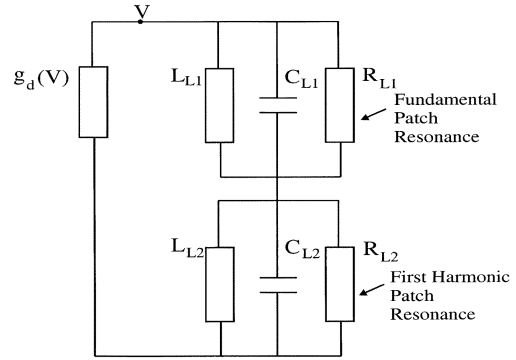 V
g_d(V)
L_L1
C_L1
R_L1
Fundamental
Patch
Resonance
L_L2
C_L2
R_L2
First Harmonic
Patch
Resonance